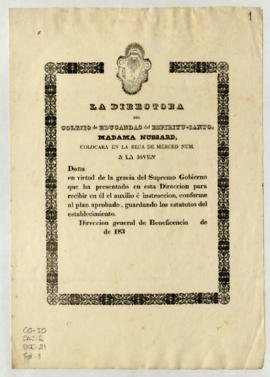 1
LA DIRECTORA
DEL
COLEJIO de EDUCANDAS del ESPIRITU-SANTO,
MADAMA NUSSARD,
COLOCARA EN LA BECA DE MERCED NUM.
A LA JOVEN
Doña
en virtud de la gracia del Supremo Gobierno
que ha presentado en esta Direccion para
recibir en él el auxilio é instruccion, conforme
al plan aprobado, guardando los estatutos del
establecimiento.
Direccion general de Beneficencia de
de 183